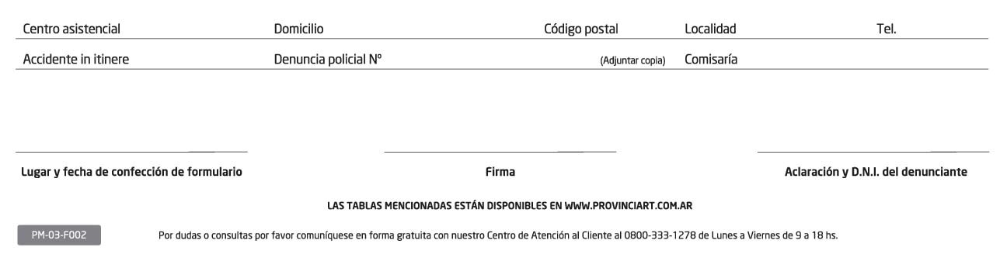 Centro asistencial Domicilio Código postal Localidad Tel.
Accidente in itinere Denuncia policial Nº (Adjuntar copia) Comisaría
Lugar y fecha de confección de formulario Firma Aclaración y D.N.I. del denunciante
LAS TABLAS MENCIONADAS ESTÁN DISPONIBLES EN WWW.PROVINCIART.COM.AR
PM-03-F002 Por dudas o consultas por favor comuníquese en forma gratuita con nuestro Centro de Atención al Cliente al 0800-333-1278 de Lunes a Viernes de 9 a 18 hs.